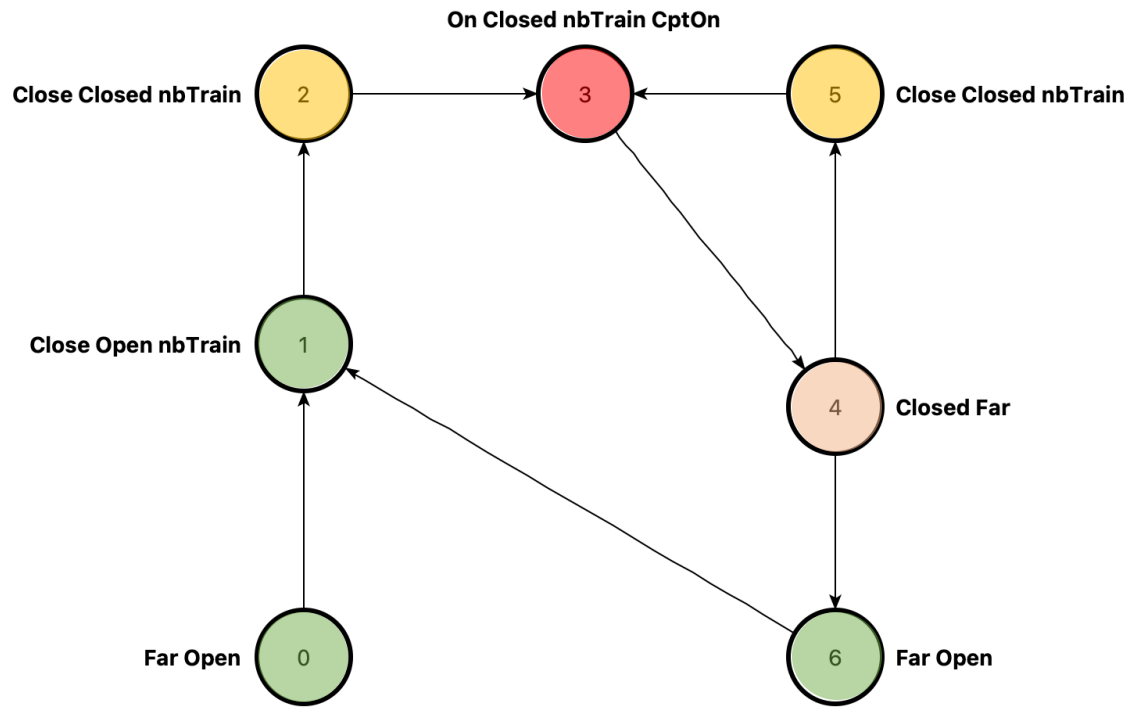 On Closed nbTrain CptOn
Close Closed nbTrain
2
3
5
Close Closed nbTrain
Close Open nbTrain
1
4
Closed Far
Far Open
0
6
Far Open